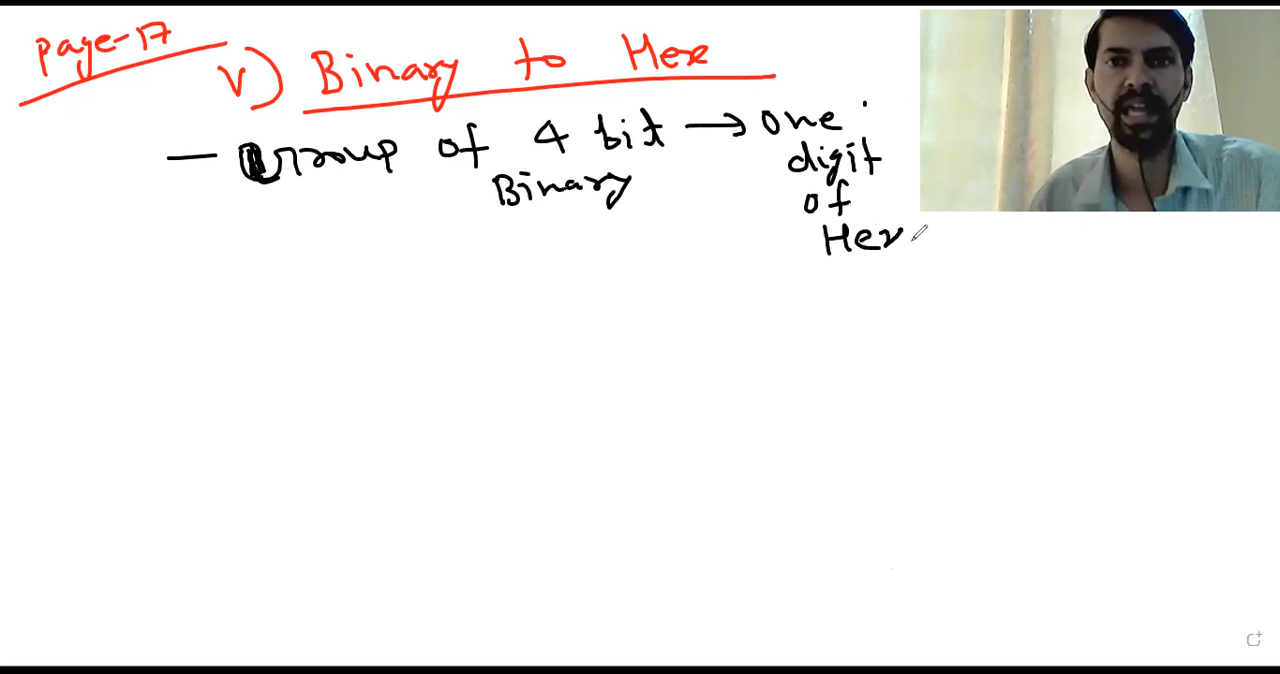 page-17
v) Binary to Hex
— Group of 4 bit → one
Binary
digit
of
Hex